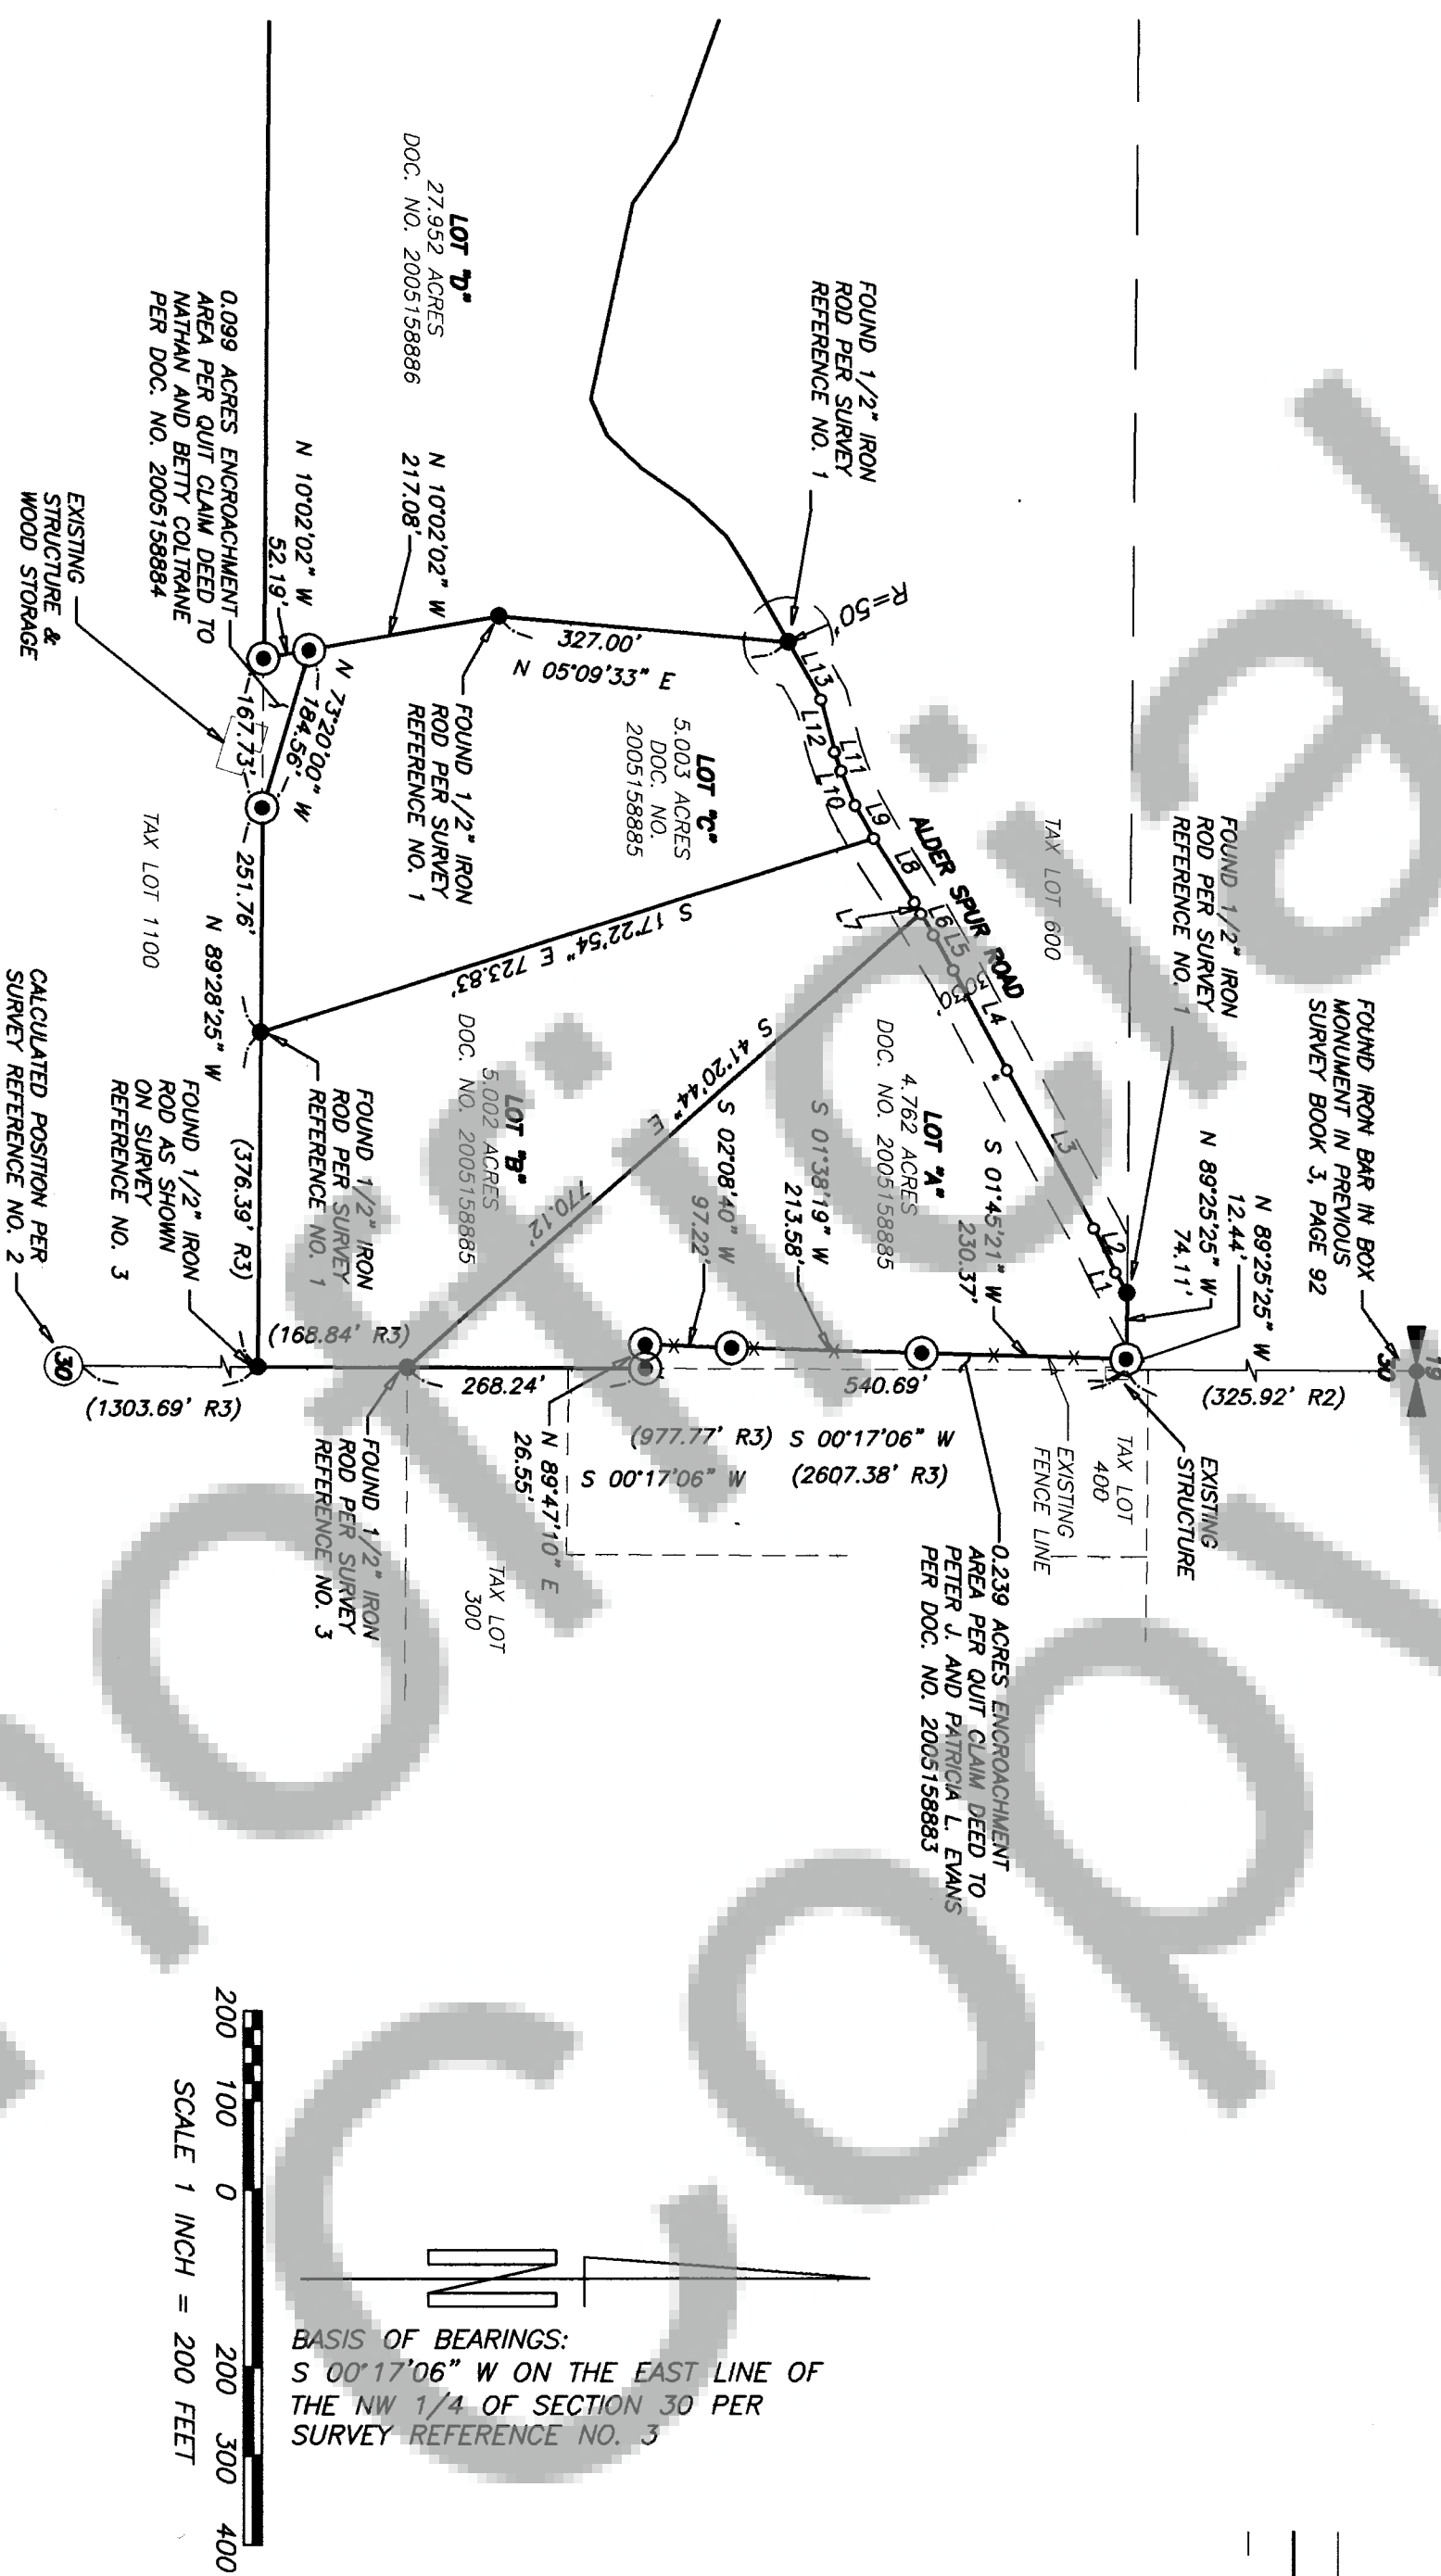 19
30
FOUND IRON BAR IN BOX
MONUMENT IN PREVIOUS
SURVEY BOOK 3, PAGE 92
(325.92' R2)
N 89°25'25" W
12.44'
N 89°25'25" W
74.11'
FOUND 1/2" IRON
ROD PER SURVEY
REFERENCE NO. 1
EXISTING
STRUCTURE
TAX LOT
400
EXISTING
FENCE LINE
TAX LOT 600
ALDER SPUR ROAD
30'
30'
L1
L2
L3
L4
L5
L6
L7
L8
L9
L10
L11
L12
L13
R=50'
FOUND 1/2" IRON
ROD PER SURVEY
REFERENCE NO. 1
S 01°45'21" W
230.37'
LOT "A"
4.762 ACRES
DOC. NO. 200515885
S 01°38'19" W
213.58'
S 02°08'40" W
97.22'
540.69'
(977.77' R3) S 00°17'06" W
S 00°17'06" W (2607.38' R3)
0.239 ACRES ENCROACHMENT
AREA PER QUIT CLAIM DEED TO
PETER J. AND PATRICIA L. EVANS
PER DOC. NO. 200515883
N 89°47'10" E
26.55'
TAX LOT
300
268.24'
FOUND 1/2" IRON
ROD PER SURVEY
REFERENCE NO. 3
S 41°20'44" E
770.12'
LOT "B"
5.002 ACRES
DOC. NO. 200515885
S 17°22'54" E 723.83'
LOT "C"
5.003 ACRES
DOC. NO.
200515885
327.00'
N 05°09'33" E
FOUND 1/2" IRON
ROD PER SURVEY
REFERENCE NO. 1
N 10°02'02" W
217.08'
LOT "D"
27.952 ACRES
DOC. NO. 200515886
N 10°02'02" W
52.19'
N 73°20'00" W
184.56'
167.73'
0.099 ACRES ENCROACHMENT
AREA PER QUIT CLAIM DEED TO
NATHAN AND BETTY COLTRANE
PER DOC. NO. 200515884
EXISTING
STRUCTURE &
WOOD STORAGE
251.76'
TAX LOT 1100
N 89°28'25" W
(376.39' R3)
FOUND 1/2" IRON
ROD PER SURVEY
REFERENCE NO. 1
FOUND 1/2" IRON
ROD AS SHOWN
ON SURVEY
REFERENCE NO. 3
(168.84' R3)
(1303.69' R3)
CALCULATED POSITION PER
SURVEY REFERENCE NO. 2
30
N
BASIS OF BEARINGS:
S 00°17'06" W ON THE EAST LINE OF
THE NW 1/4 OF SECTION 30 PER
SURVEY REFERENCE NO. 3
200 100 0 200 300 400
SCALE 1 INCH = 200 FEET